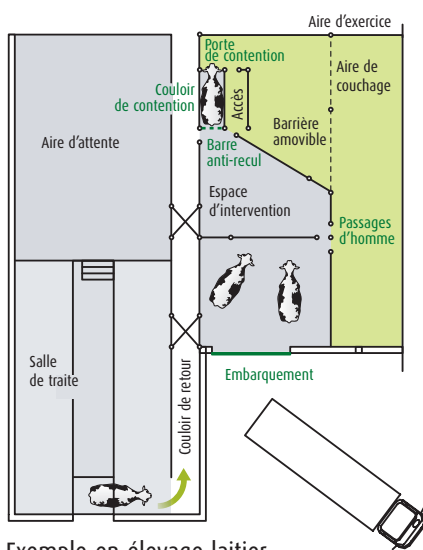 Aire d'exercice
Porte
de contention
Aire de
couchage
Couloir
de contention
Accès
Barrière
amovible
Aire d'attente
Barre
anti-recul
Espace
d'intervention
Passages
d'homme
Salle
de traite
Couloir de retour
Embarquement
Exemple en élevage laitier